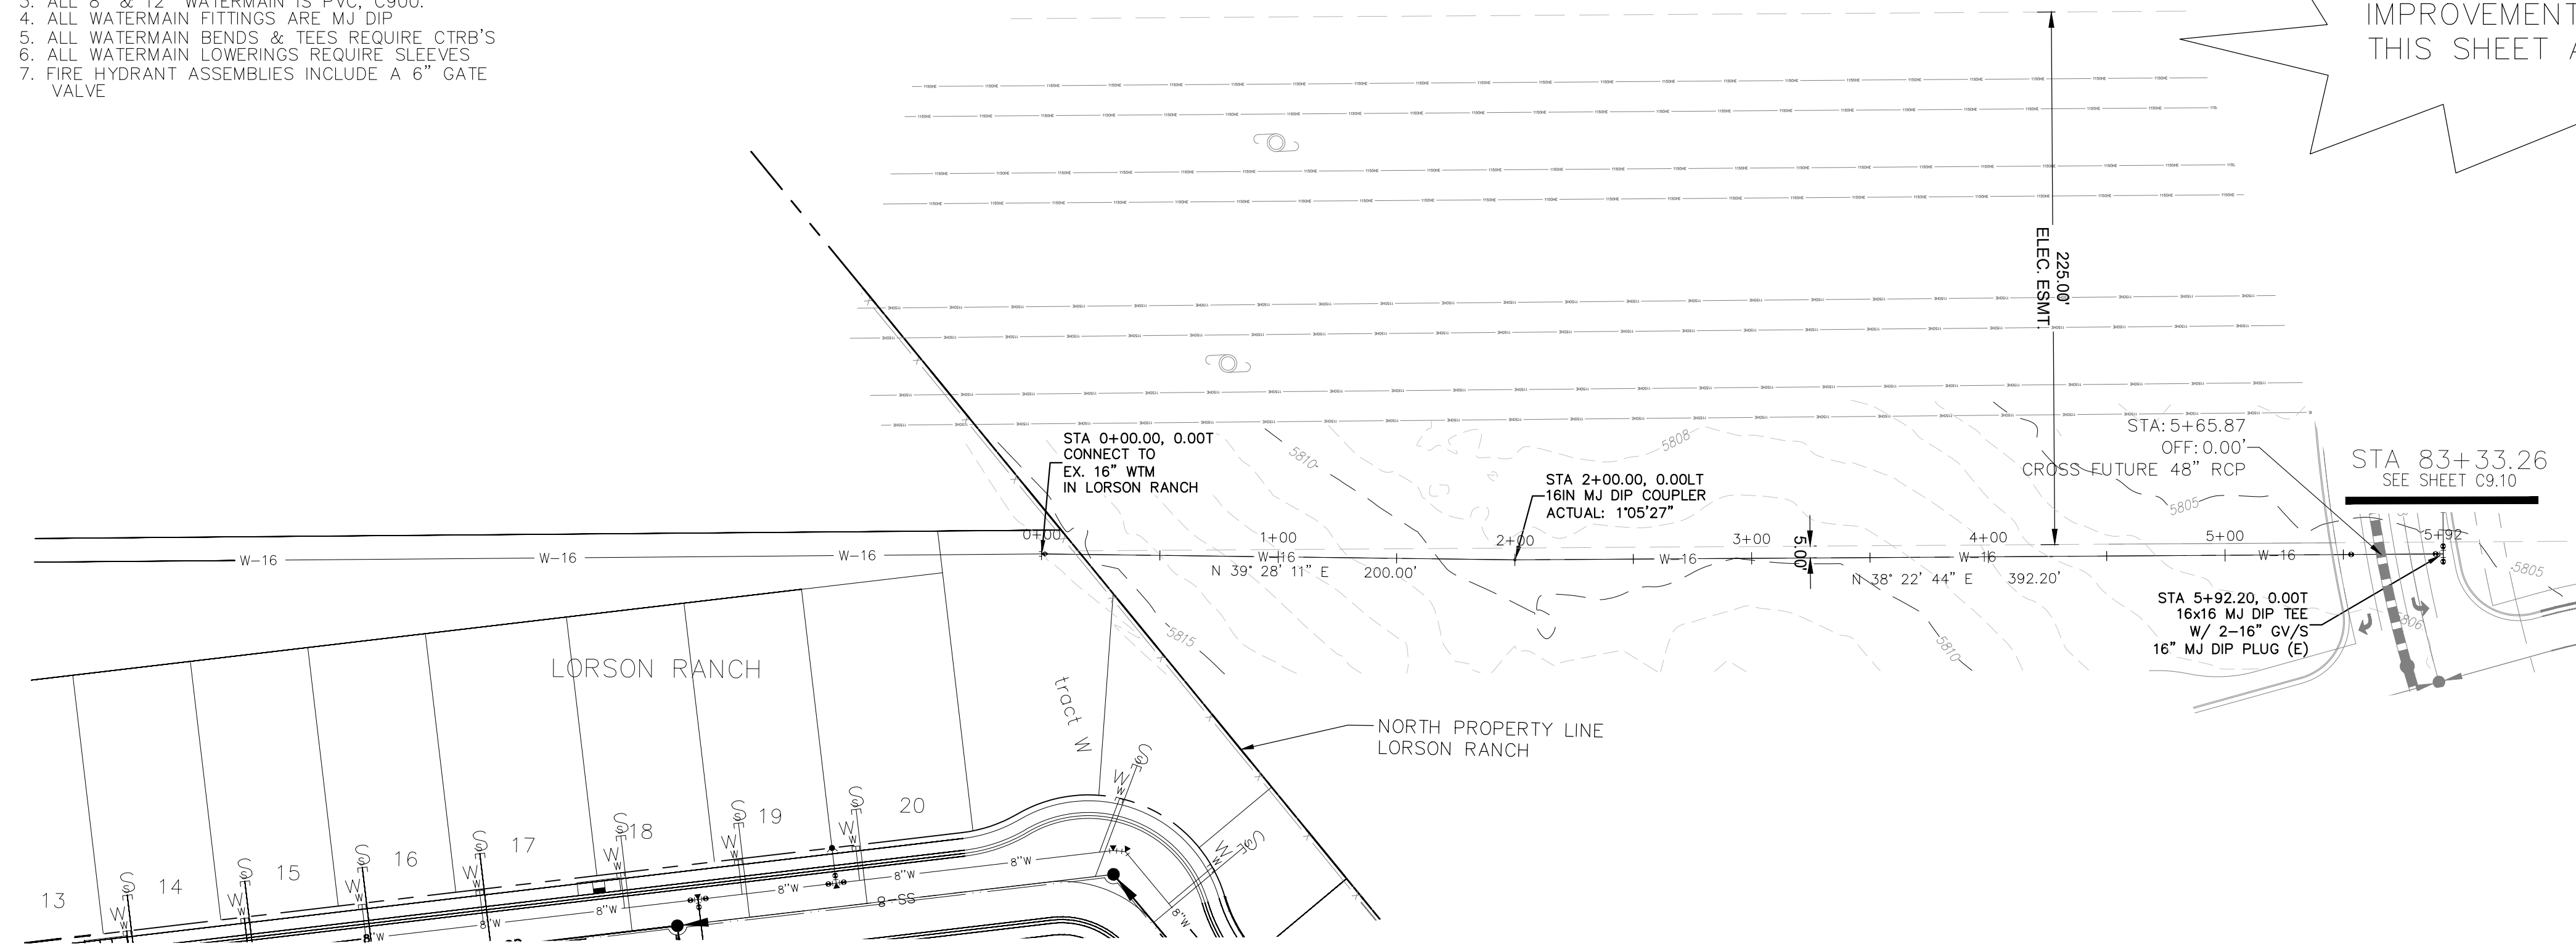 3. ALL 8" & 12" WATERMAIN IS PVC, C900.
4. ALL WATERMAIN FITTINGS ARE MJ DIP
5. ALL WATERMAIN BENDS & TEES REQUIRE CTRB'S
6. ALL WATERMAIN LOWERINGS REQUIRE SLEEVES
7. FIRE HYDRANT ASSEMBLIES INCLUDE A 6" GATE
VALVE
IMPROVEMENT
THIS SHEET A
225.00'
ELEC. ESMT.
STA 0+00.00, 0.00T
CONNECT TO
EX. 16" WTM
IN LORSON RANCH
5810
5808
STA 2+00.00, 0.00LT
16IN MJ DIP COUPLER
ACTUAL: 1°05'27"
STA: 5+65.87
OFF: 0.00'
CROSS FUTURE 48" RCP
STA 83+33.26
SEE SHEET C9.10
5805
0+00
1+00
2+00
3+00
4+00
5+00
5+92
W-16
W-16
W-16
W-16
W-16
W-16
W-16
5.00'
N 39° 28' 11" E
200.00'
N 38° 22' 44" E
392.20'
STA 5+92.20, 0.00T
16x16 MJ DIP TEE
W/ 2-16" GV/S
16" MJ DIP PLUG (E)
5805
5806
5815
5810
LORSON RANCH
tract W
NORTH PROPERTY LINE
LORSON RANCH
13
14
15
16
17
18
19
20
S
S
S
S
S
S
S
S
W
W
W
W
W
W
W
W
8"W
8"W
8"W
8"W
8"W
8"W
8-SS